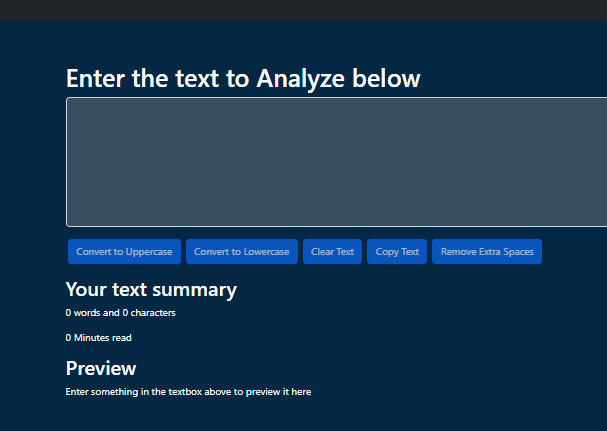 Enter the text to Analyze below
Convert to Uppercase Convert to Lowercase Clear Text Copy Text Remove Extra Spaces
Your text summary
0 words and 0 characters
0 Minutes read
Preview
Enter something in the textbox above to preview it here